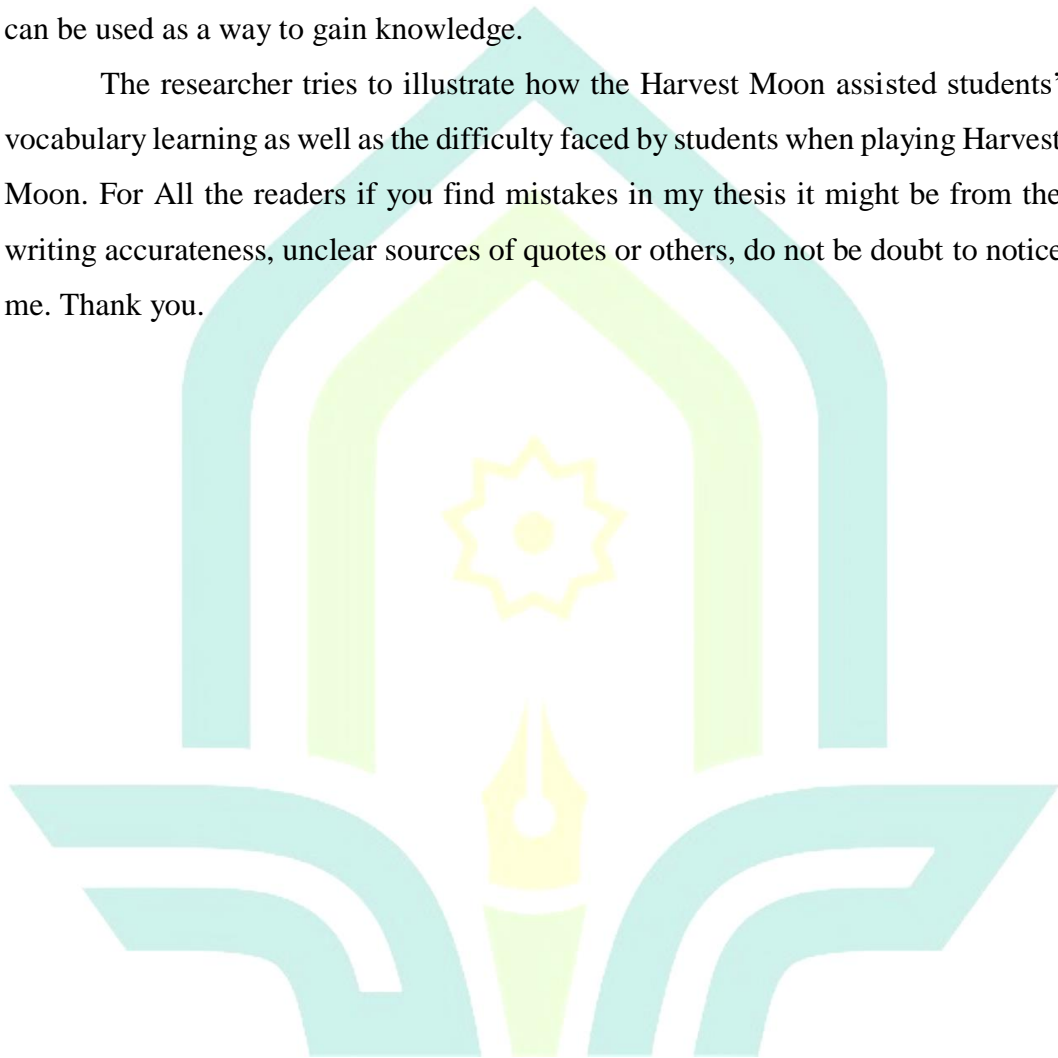 can be used as a way to gain knowledge.
The researcher tries to illustrate how the Harvest Moon assisted students’
vocabulary learning as well as the difficulty faced by students when playing Harvest
Moon. For All the readers if you find mistakes in my thesis it might be from the
writing accurateness, unclear sources of quotes or others, do not be doubt to notice
me. Thank you.